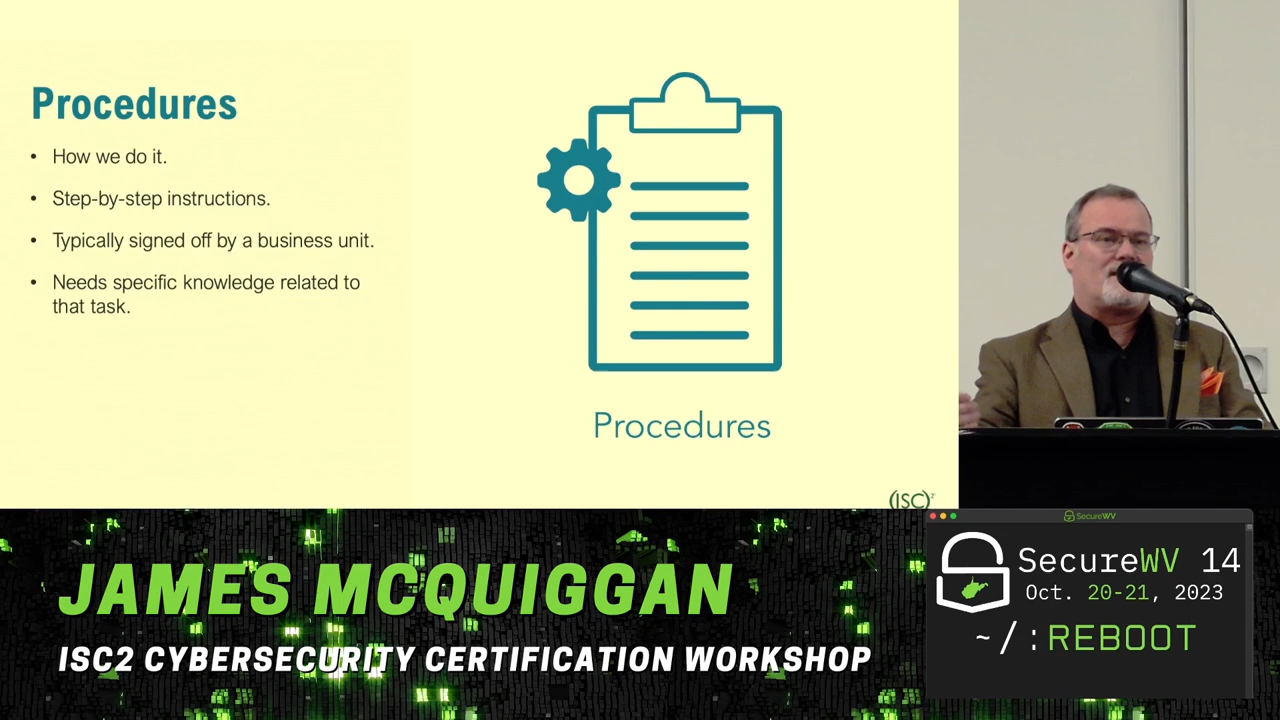 Procedures
• How we do it.
• Step-by-step instructions.
• Typically signed off by a business unit.
• Needs specific knowledge related to
that task.
Procedures
(ISC)²
JAMES MCQUIGGAN
ISC2 CYBERSECURITY CERTIFICATION WORKSHOP
SecureWV
SecureWV 14
Oct. 20-21, 2023
~/:REBOOT